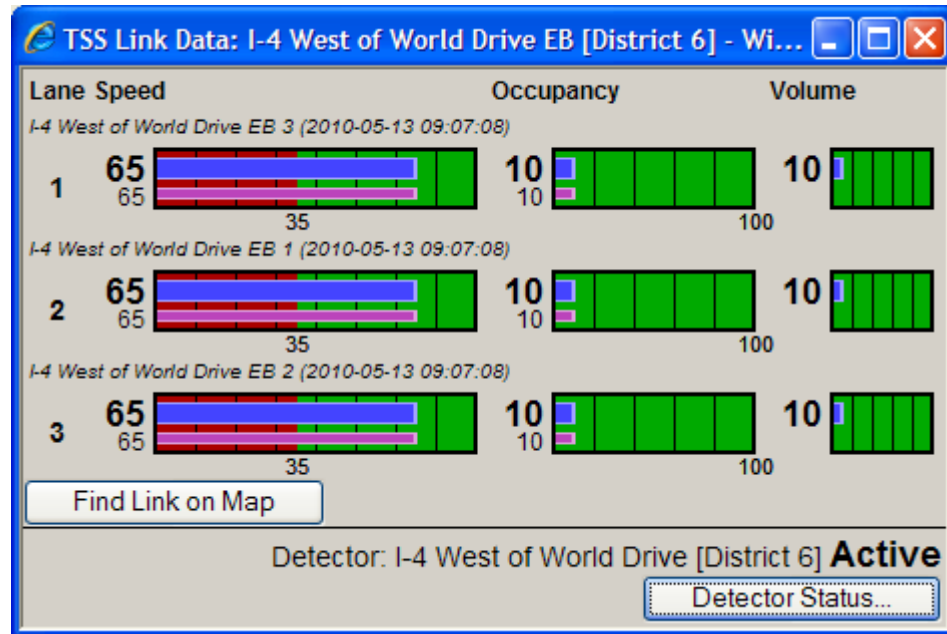 TSS Link Data: I-4 West of World Drive EB [District 6] - Wi...
Lane Speed Occupancy Volume
I-4 West of World Drive EB 3 (2010-05-13 09:07:08)
1 65 10 10
65 10
35 100
I-4 West of World Drive EB 1 (2010-05-13 09:07:08)
2 65 10 10
65 10
35 100
I-4 West of World Drive EB 2 (2010-05-13 09:07:08)
3 65 10 10
65 10
35 100
Find Link on Map
Detector: I-4 West of World Drive [District 6] Active
Detector Status...